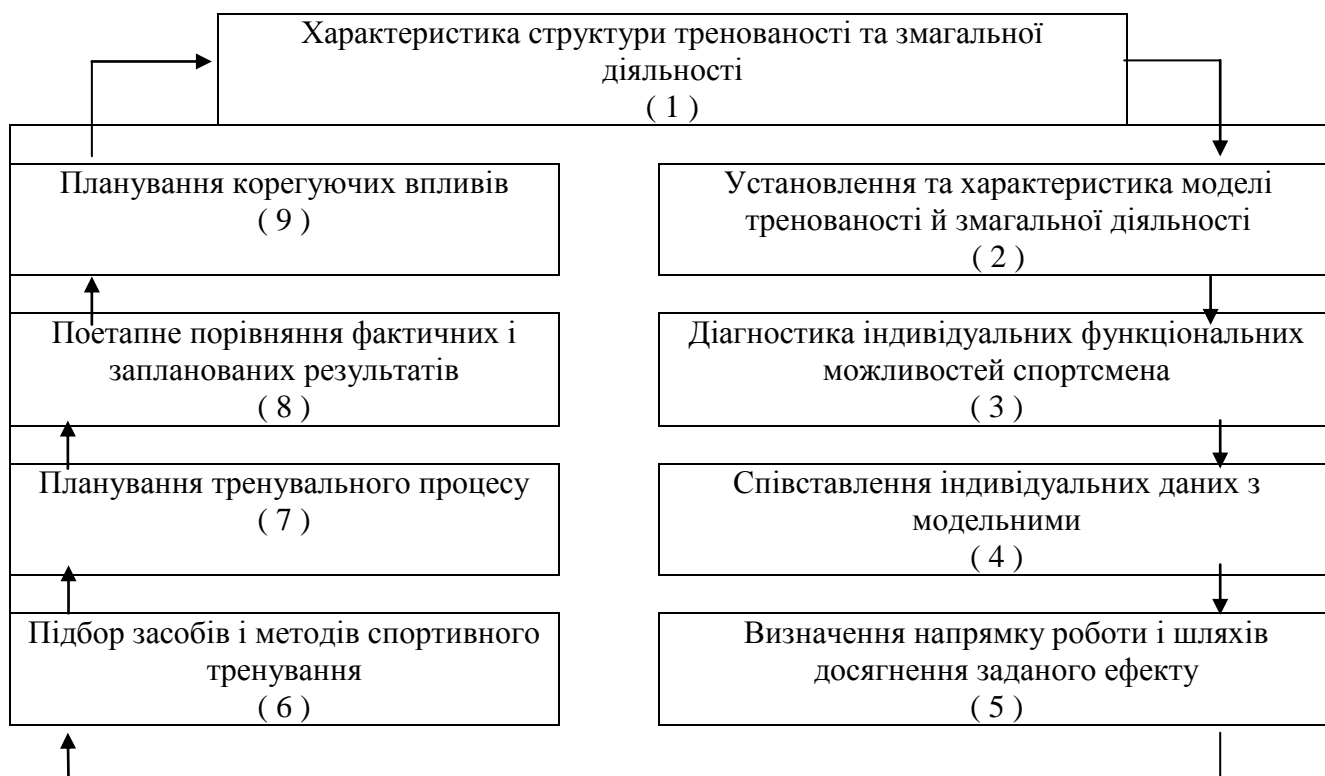 Характеристика структури тренованості та змагальної
діяльності
( 1 )
Планування корегуючих впливів
( 9 )
Установлення та характеристика моделі
тренованості й змагальної діяльності
( 2 )
Поетапне порівняння фактичних і
запланованих результатів
( 8 )
Діагностика індивідуальних функціональних
можливостей спортсмена
( 3 )
Планування тренувального процесу
( 7 )
Співставлення індивідуальних даних з
модельними
( 4 )
Підбор засобів і методів спортивного
тренування
( 6 )
Визначення напрямку роботи і шляхів
досягнення заданого ефекту
( 5 )